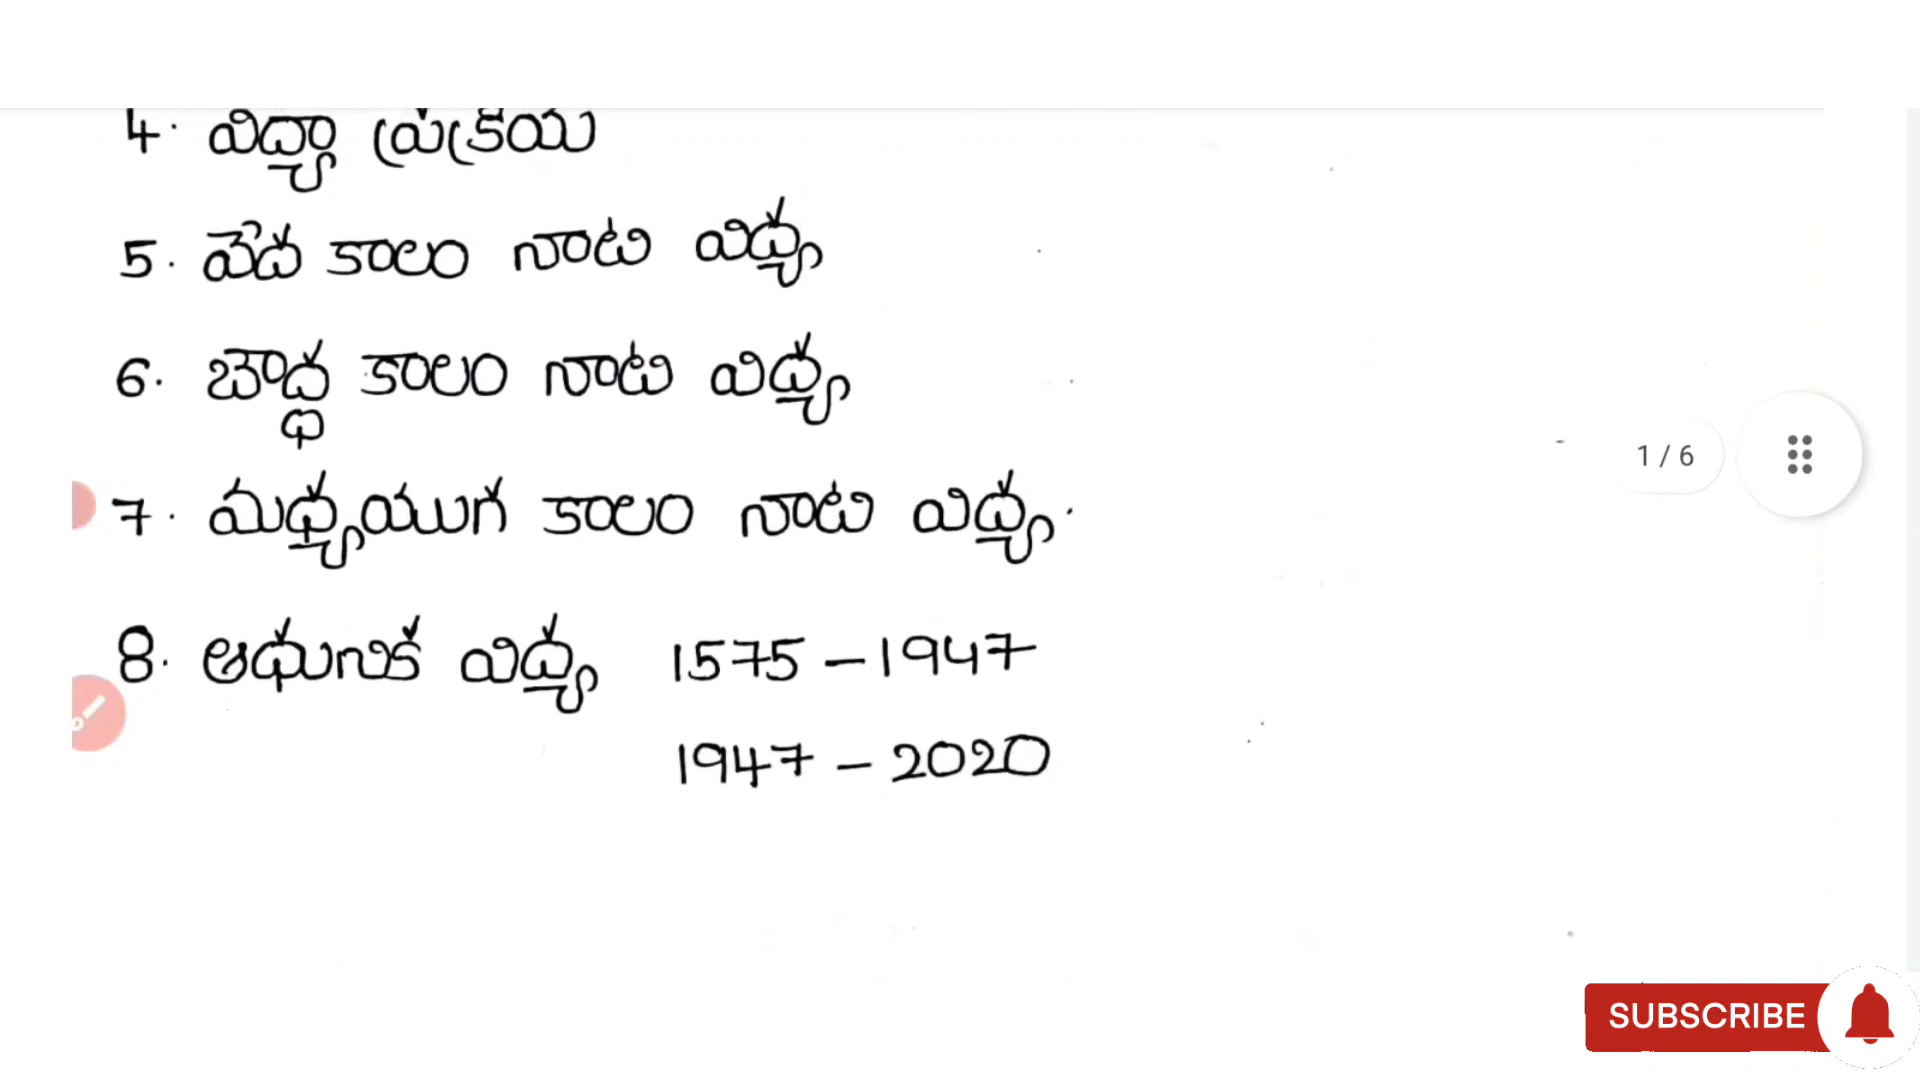 4. విద్యా ప్రక్రియ
5. వేద కాలం నాటి విద్య
6. బౌద్ధ కాలం నాటి విద్య
1 / 6
7. మధ్యయుగ కాలం నాటి విద్య.
8. ఆధునిక విద్య 1575 – 1947
1947 – 2020
SUBSCRIBE